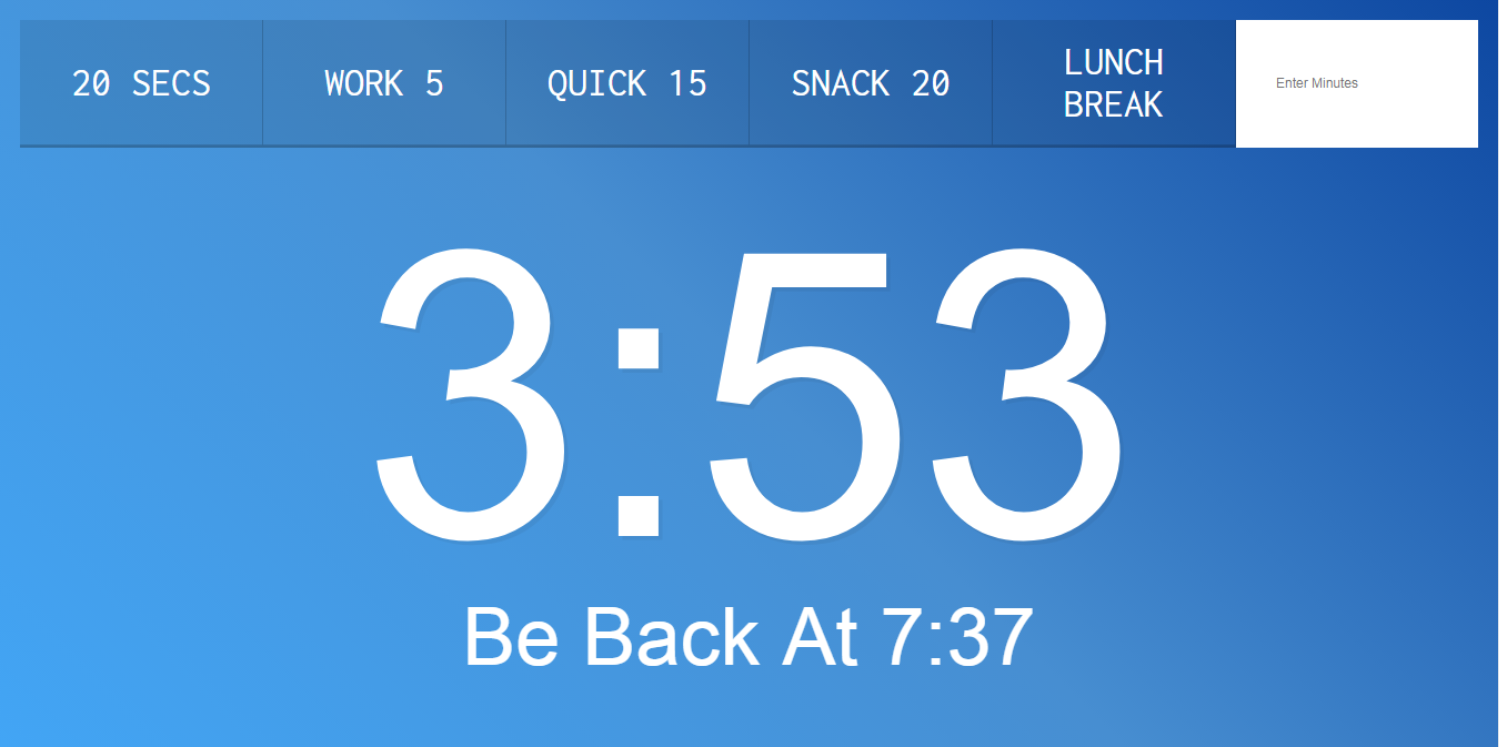 20 SECS
WORK 5
QUICK 15
SNACK 20
LUNCH
BREAK
Enter Minutes
3:53
Be Back At 7:37